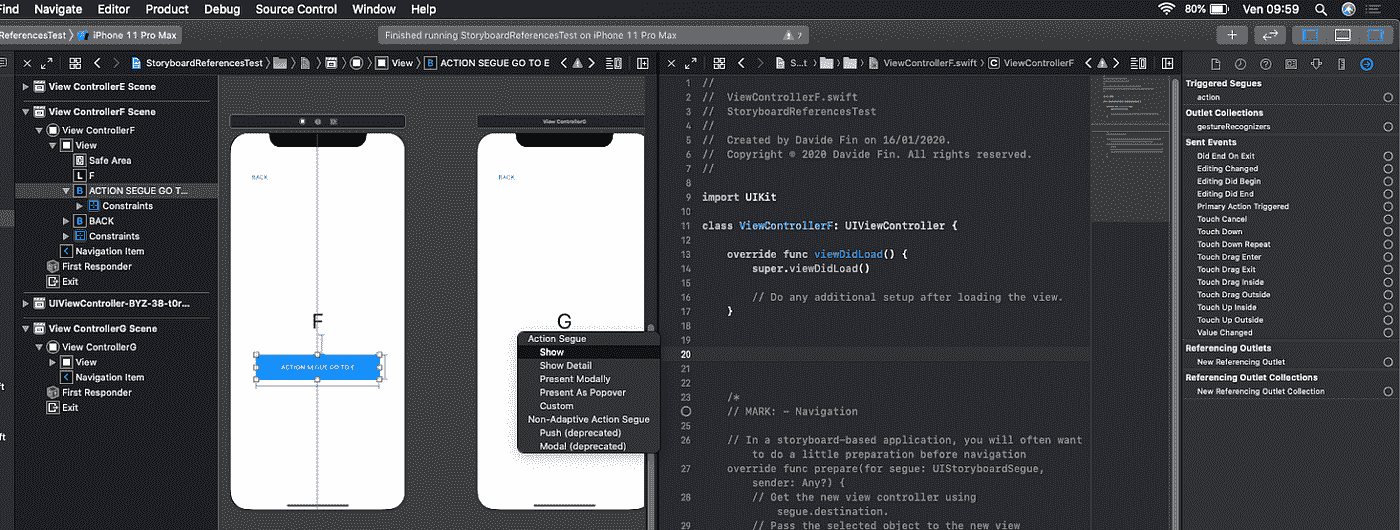 Find Navigate Editor Product Debug Source Control Window Help 80% Ven 09:59
ReferencesTest iPhone 11 Pro Max Finished running StoryboardReferencesTest on iPhone 11 Pro Max 7
StoryboardReferencesTest View B ACTION SEGUE GO TO E
View ControllerE Scene
View ControllerF Scene
View ControllerF
View
Safe Area
L F
B ACTION SEGUE GO T...
Constraints
B BACK
Constraints
Navigation Item
First Responder
Exit
UIViewController-BYZ-38-t0r...
View ControllerG Scene
View ControllerG
View
Navigation Item
First Responder
Exit
BACK
F
View ControllerG
BACK
G
Action Segue
Show
Show Detail
Present Modally
Present As Popover
Custom
Non-Adaptive Action Segue
Push (deprecated)
Modal (deprecated)
S...t ViewControllerF.swift C ViewControllerF
1 //
2 // ViewControllerF.swift
3 // StoryboardReferencesTest
4 //
5 // Created by Davide Fin on 16/01/2020.
6 // Copyright © 2020 Davide Fin. All rights reserved.
7 //
8
9 import UIKit
10
11 class ViewControllerF: UIViewController {
12
13 override func viewDidLoad() {
14 super.viewDidLoad()
15
16 // Do any additional setup after loading the view.
17 }
18
19
20
21
22
23 /*
// MARK: - Navigation
25
26 // In a storyboard-based application, you will often want
to do a little preparation before navigation
27 override func prepare(for segue: UIStoryboardSegue,
sender: Any?) {
28 // Get the new view controller using
segue.destination.
29 // Pass the selected object to the new view
Triggered Segues
action
Outlet Collections
gestureRecognizers
Sent Events
Did End On Exit
Editing Changed
Editing Did Begin
Editing Did End
Primary Action Triggered
Touch Cancel
Touch Down
Touch Down Repeat
Touch Drag Enter
Touch Drag Exit
Touch Drag Inside
Touch Drag Outside
Touch Up Inside
Touch Up Outside
Value Changed
Referencing Outlets
New Referencing Outlet
Referencing Outlet Collections
New Referencing Outlet Collection